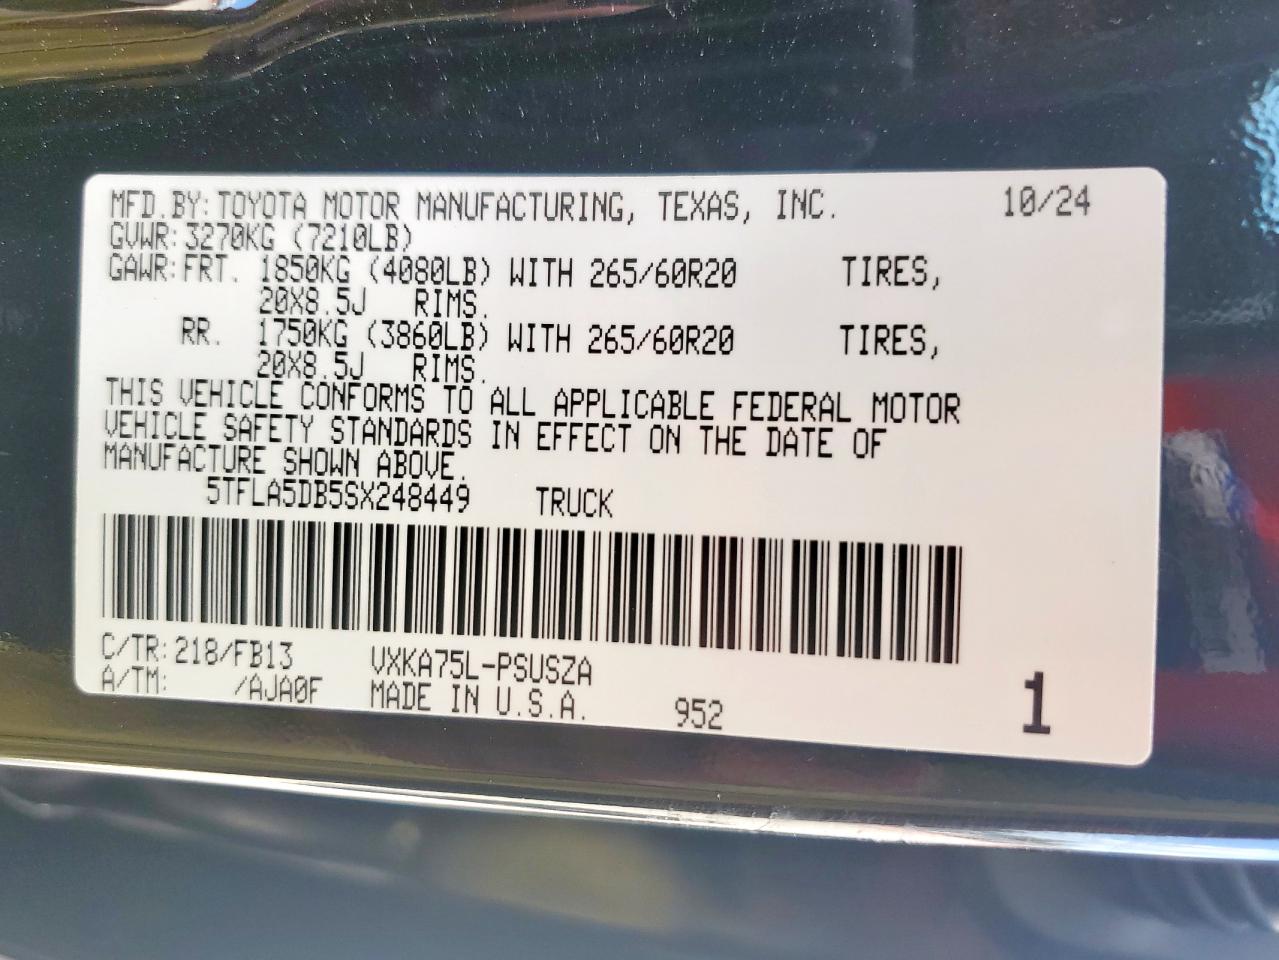 MFD.BY: TOYOTA MOTOR MANUFACTURING, TEXAS, INC. 10/24
GVWR: 3270KG (7210LB)
GAWR: FRT. 1850KG (4080LB) WITH 265/60R20 TIRES,
20X8.5J RIMS.
RR. 1750KG (3860LB) WITH 265/60R20 TIRES,
20X8.5J RIMS.
THIS VEHICLE CONFORMS TO ALL APPLICABLE FEDERAL MOTOR
VEHICLE SAFETY STANDARDS IN EFFECT ON THE DATE OF
MANUFACTURE SHOWN ABOVE.
5TFLA5DB5SX248449 TRUCK
C/TR: 218/FB13 VXKA75L-PSUSZA
A/TM: /AJA0F MADE IN U.S.A. 952 1